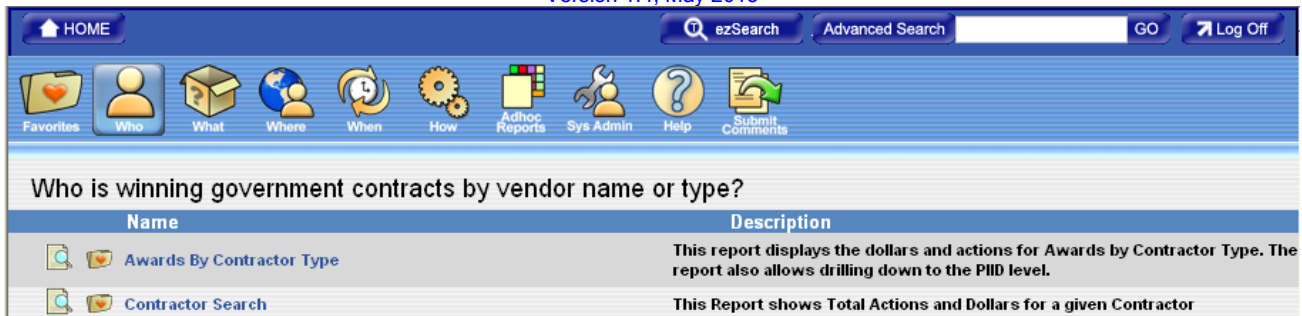 HOME
ezSearch
Advanced Search
GO
Log Off
Favorites
Who
What
Where
When
How
Adhoc
Reports
Sys Admin
Help
Submit
Comments
Who is winning government contracts by vendor name or type?
Name Description
Awards By Contractor Type
This report displays the dollars and actions for Awards by Contractor Type. The
report also allows drilling down to the PIID level.
Contractor Search
This Report shows Total Actions and Dollars for a given Contractor